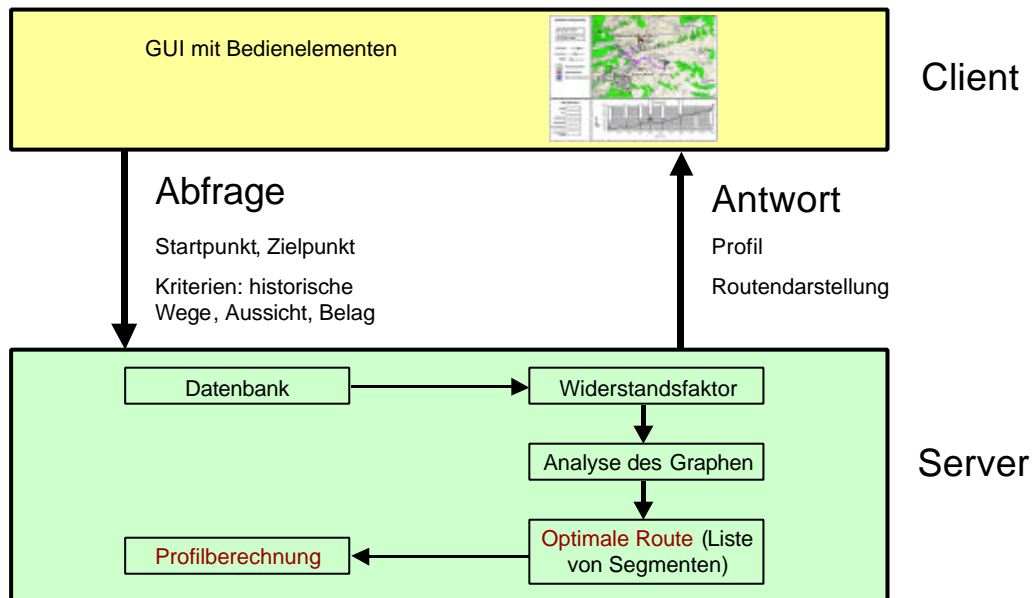 GUI mit Bedienelementen
Client
Abfrage
Startpunkt, Zielpunkt
Kriterien: historische
Wege, Aussicht, Belag
Antwort
Profil
Routendarstellung
Datenbank
Widerstandsfaktor
Analyse des Graphen
Server
Optimale Route (Liste
von Segmenten)
Profilberechnung